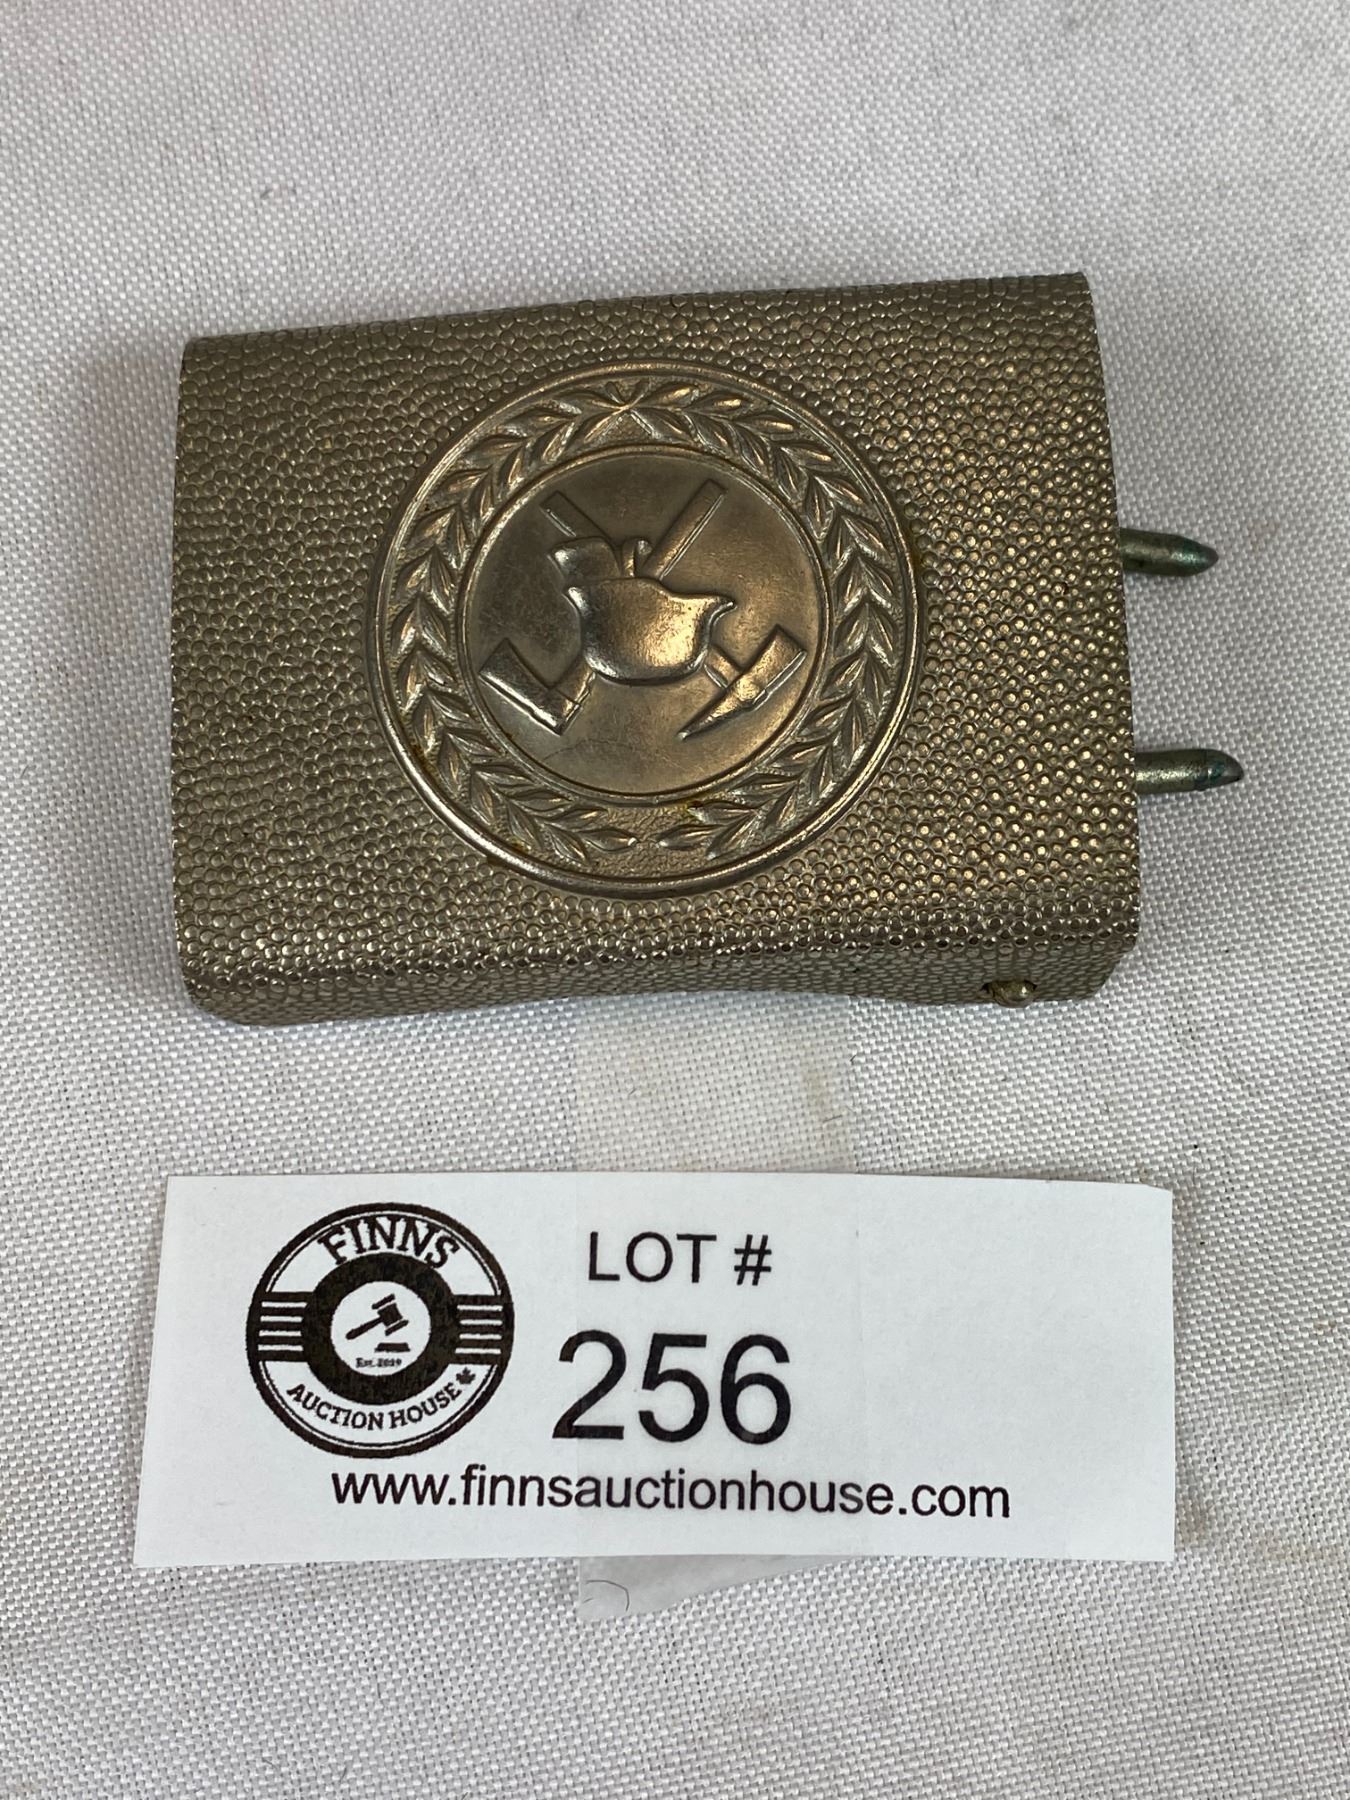 FINNS
Est. 2019
AUCTION HOUSE
LOT #
256
www.finnsauctionhouse.com